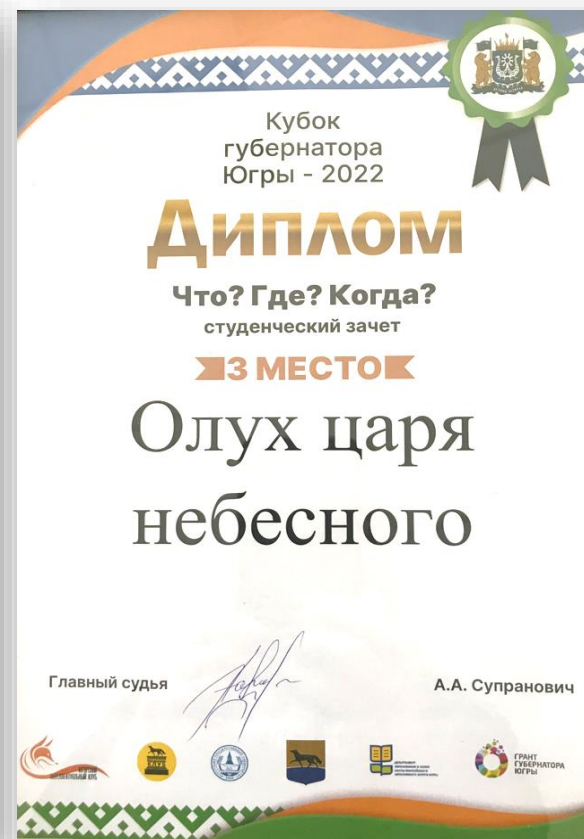 Кубок
губернатора
Югры - 2022
Диплом
Что? Где? Когда?
студенческий зачет
3 МЕСТО
Олух царя
небесного
Главный судья
А.А. Супранович
ГРАНТ
ГУБЕРНАТОРА
ЮГРЫ